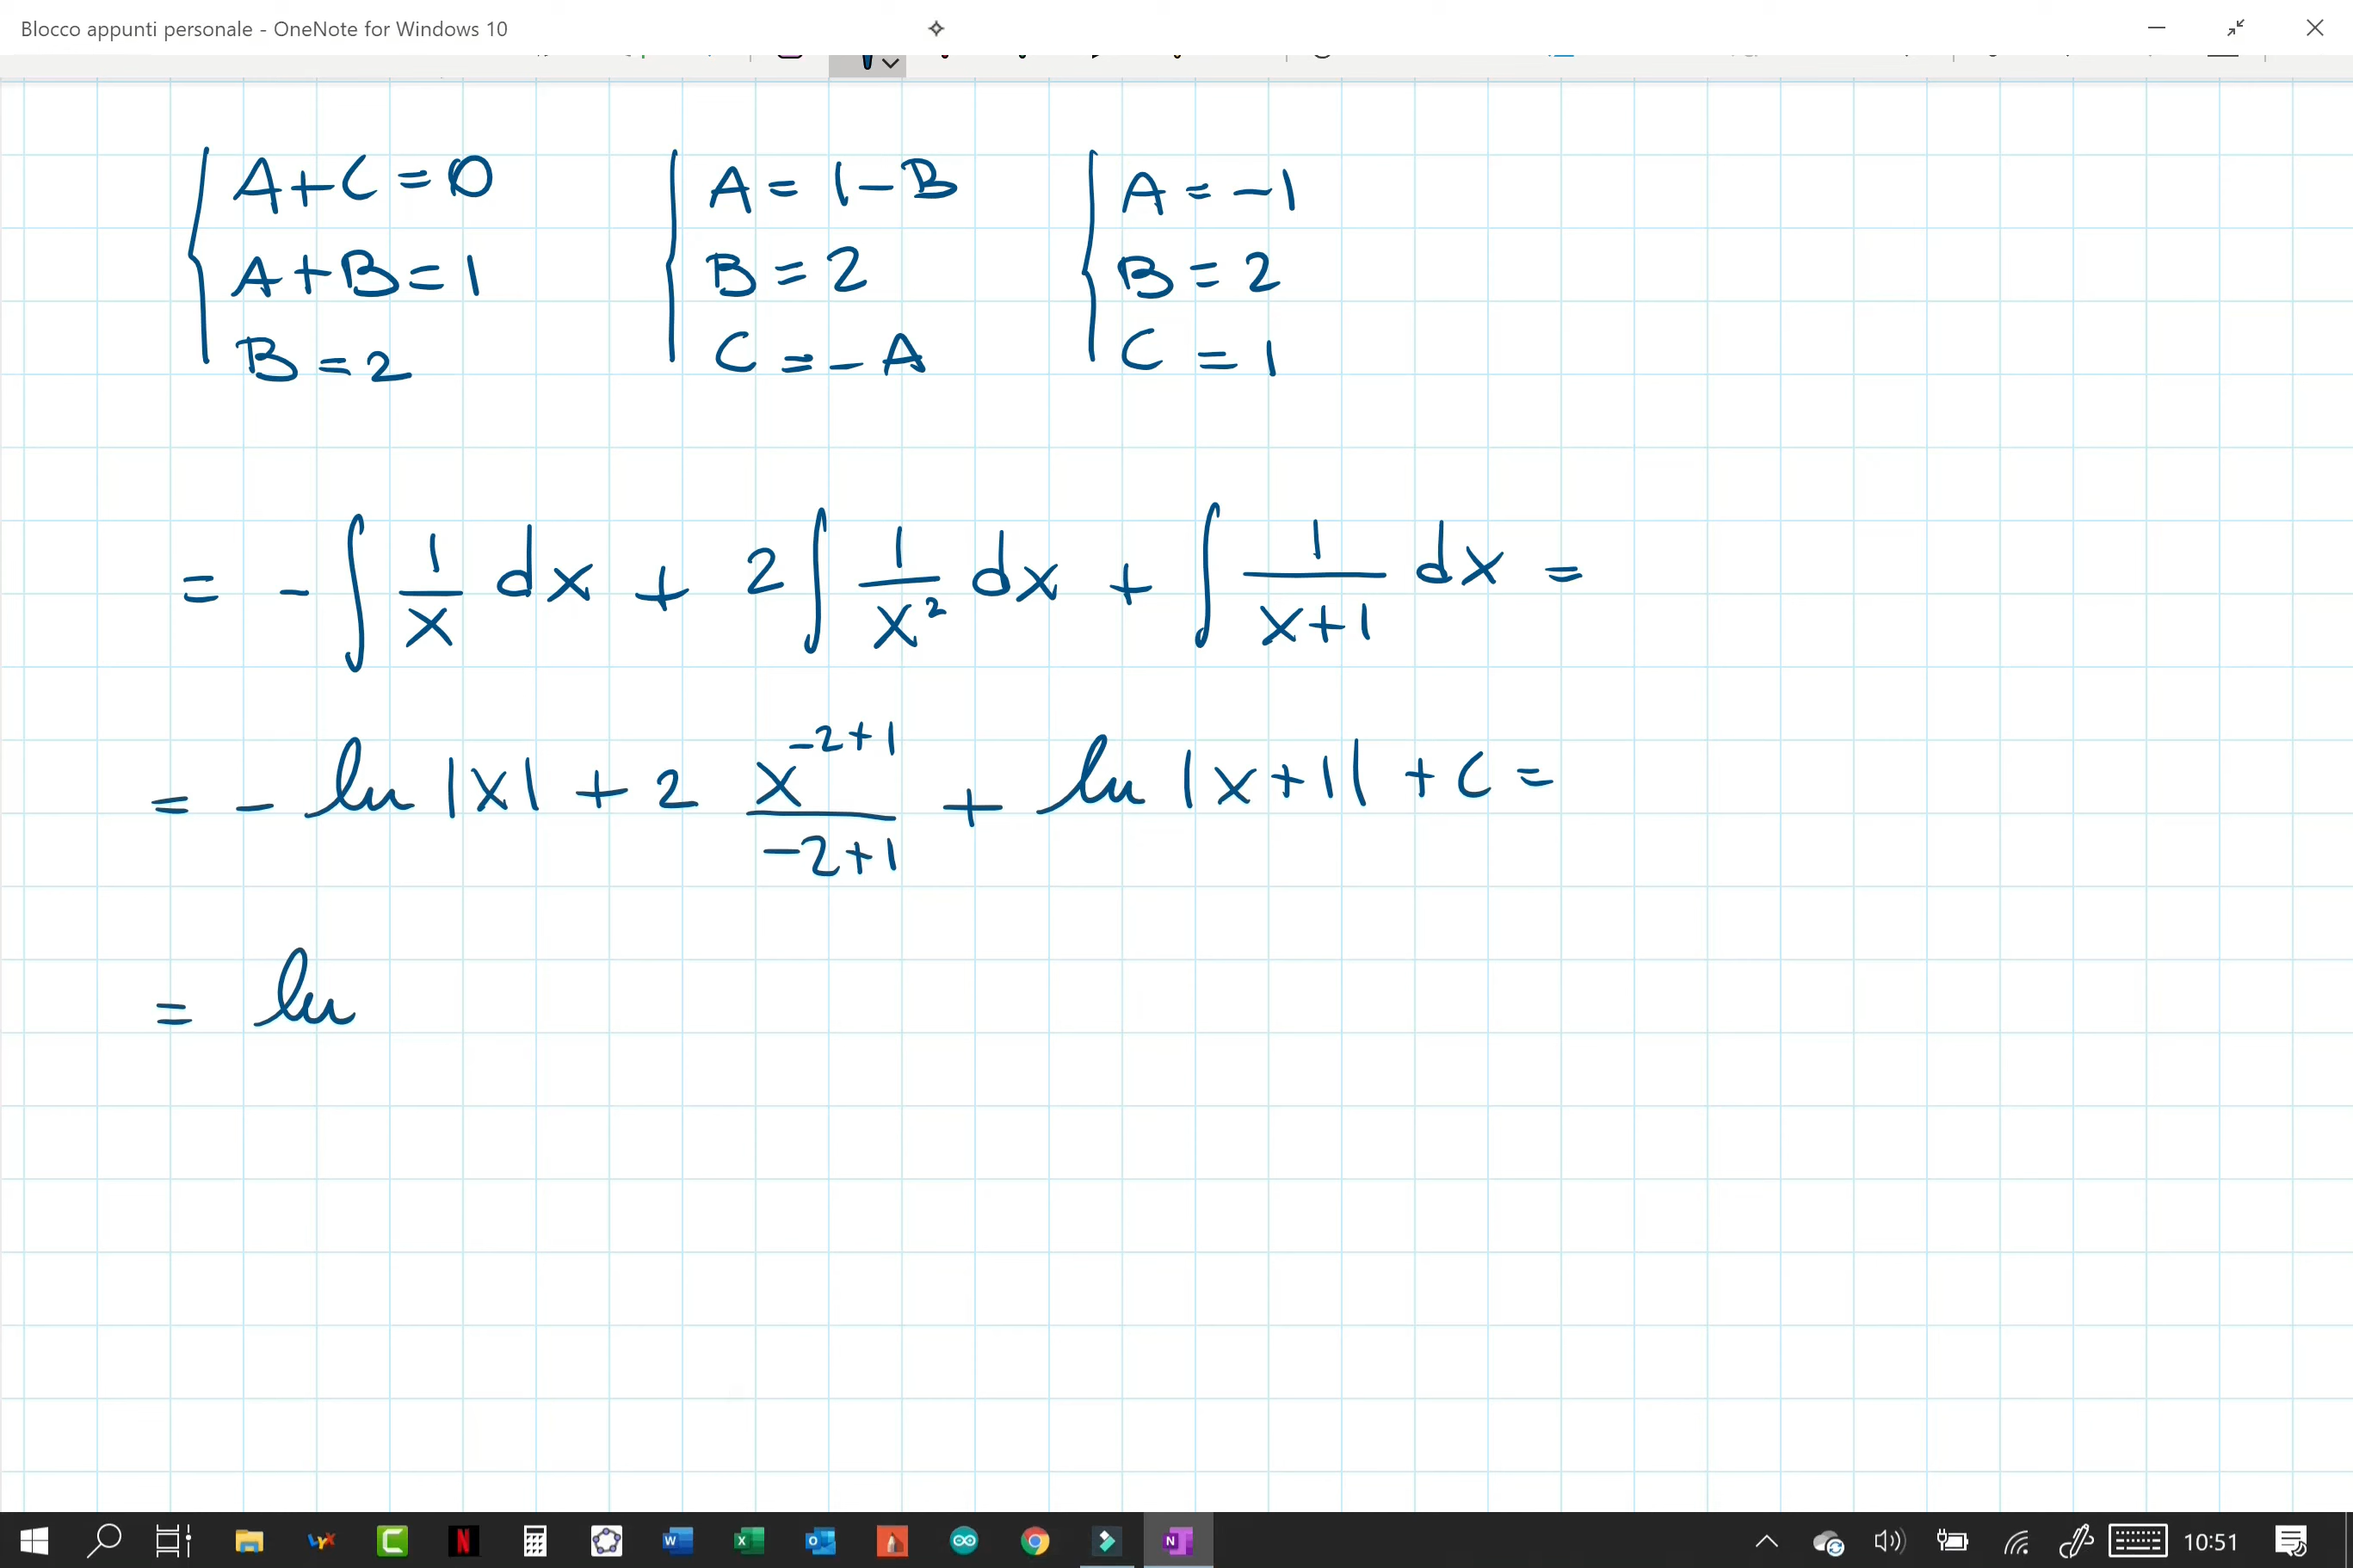 Blocco appunti personale - OneNote for Windows 10
A+C=0
A+B=1
B=2
A=1-B
B=2
C=-A
A=-1
B=2
C=1
= - ∫ 1/x dx + 2 ∫ 1/x² dx + ∫ 1/(x+1) dx =
= - ln |x| + 2 x^(-2+1)/(-2+1) + ln |x+1| + C =
= ln
10:51